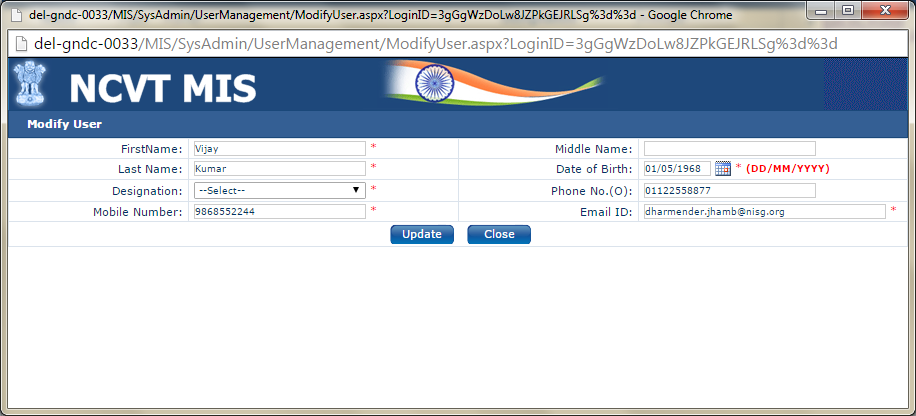 del-gndc-0033/MIS/SysAdmin/UserManagement/ModifyUser.aspx?LoginID=3gGgWzDoLw8JZPkGEJRLSg%3d%3d - Google Chrome
del-gndc-0033/MIS/SysAdmin/UserManagement/ModifyUser.aspx?LoginID=3gGgWzDoLw8JZPkGEJRLSg%3d%3d
NCVT MIS
Modify User
FirstName: Vijay * Middle Name:
Last Name: Kumar * Date of Birth: 01/05/1968 * (DD/MM/YYYY)
Designation: --Select-- * Phone No.(O): 01122558877
Mobile Number: 9868552244 * Email ID: dharmender.jhamb@nisg.org *
Update Close